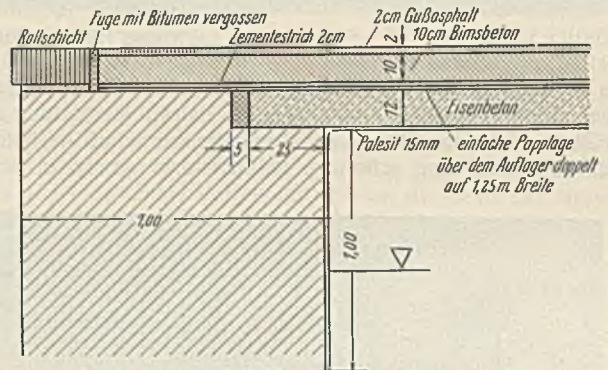 Fuge mit Bitumen vergossen
2cm Gußasphalt
Rollschicht
Zementestrich 2cm
2
10cm Bimsbeton
10
12
Eisenbeton
5
25
Palesit 15mm
einfache Papplage
über dem Auflager doppelt
auf 1,25m Breite
1,00
1,00